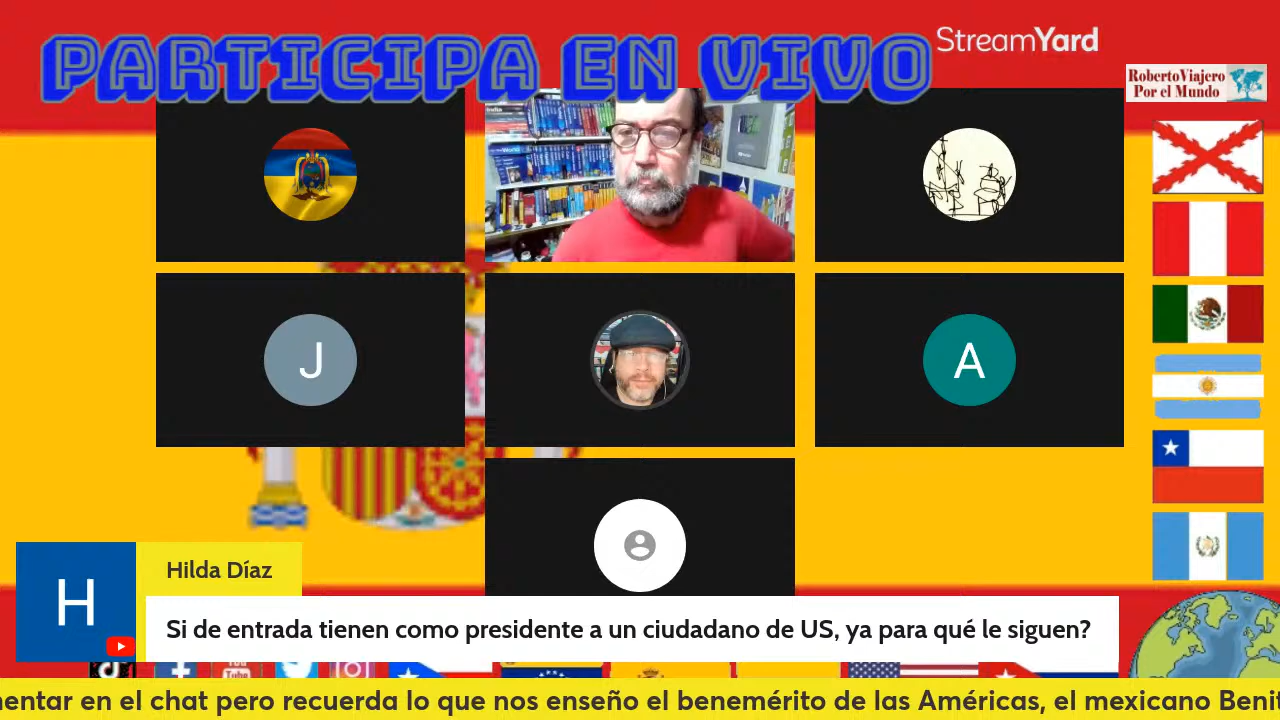 PARTICIPA EN VIVO
StreamYard
RobertoViajero
Por el Mundo
J
A
H
Hilda Díaz
Si de entrada tienen como presidente a un ciudadano de US, ya para qué le siguen?
mentar en el chat pero recuerda lo que nos enseño el benemérito de las Américas, el mexicano Benit